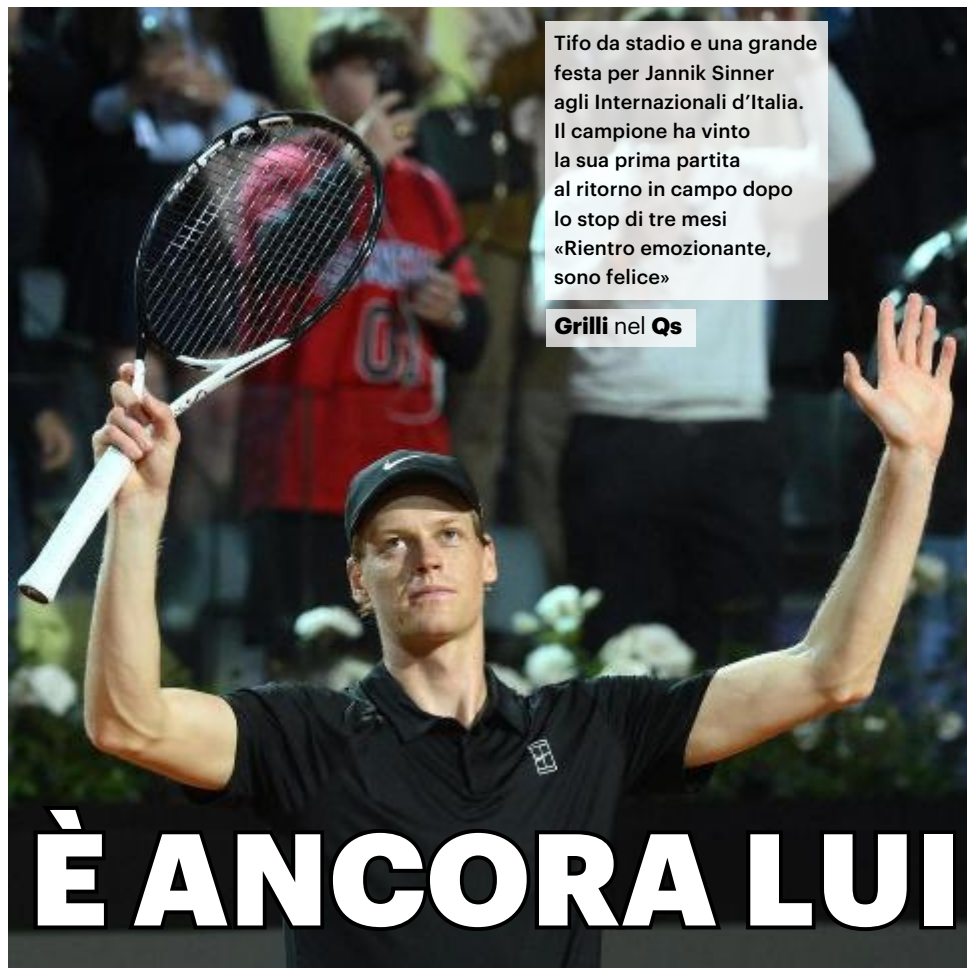 Tifo da stadio e una grande
festa per Jannik Sinner
agli Internazionali d’Italia.
Il campione ha vinto
la sua prima partita
al ritorno in campo dopo
lo stop di tre mesi
«Rientro emozionante,
sono felice»
Grilli nel Qs
È ANCORA LUI